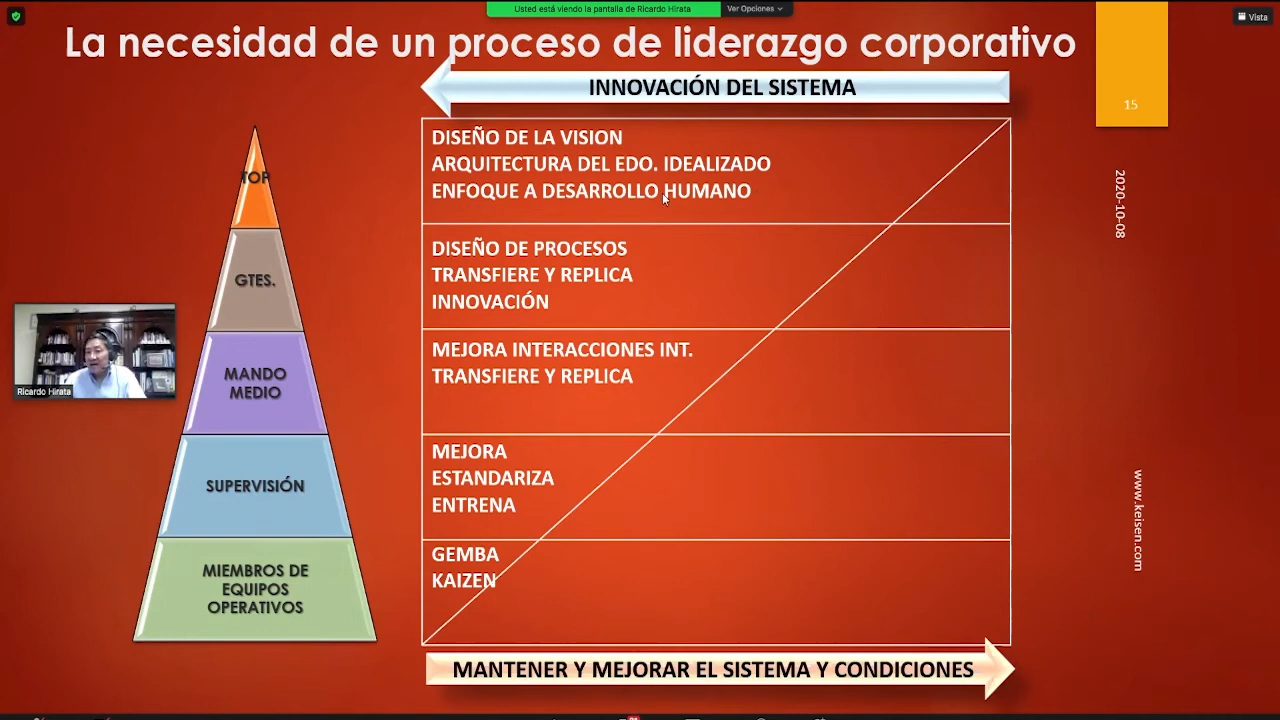 Usted está viendo la pantalla de Ricardo Hirata
Ver Opciones
Vista
La necesidad de un proceso de liderazgo corporativo
INNOVACIÓN DEL SISTEMA
15
2020-10-08
www.keisen.com
TOP
DISEÑO DE LA VISION
ARQUITECTURA DEL EDO. IDEALIZADO
ENFOQUE A DESARROLLO HUMANO
GTES.
DISEÑO DE PROCESOS
TRANSFIERE Y REPLICA
INNOVACIÓN
MANDO
MEDIO
MEJORA INTERACCIONES INT.
TRANSFIERE Y REPLICA
Ricardo Hirata
SUPERVISIÓN
MEJORA
ESTANDARIZA
ENTRENA
MIEMBROS DE
EQUIPOS
OPERATIVOS
GEMBA
KAIZEN
MANTENER Y MEJORAR EL SISTEMA Y CONDICIONES